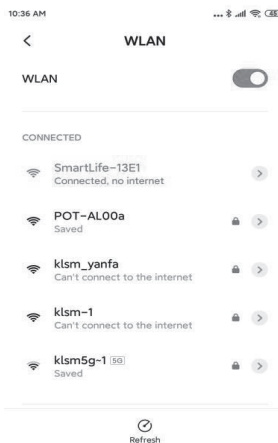 10:36 AM
WLAN
WLAN
CONNECTED
SmartLife-13E1
Connected, no internet
POT-AL00a
Saved
klsm_yanfa
Can't connect to the internet
klsm-1
Can't connect to the internet
klsm5g-1 5G
Saved
Refresh